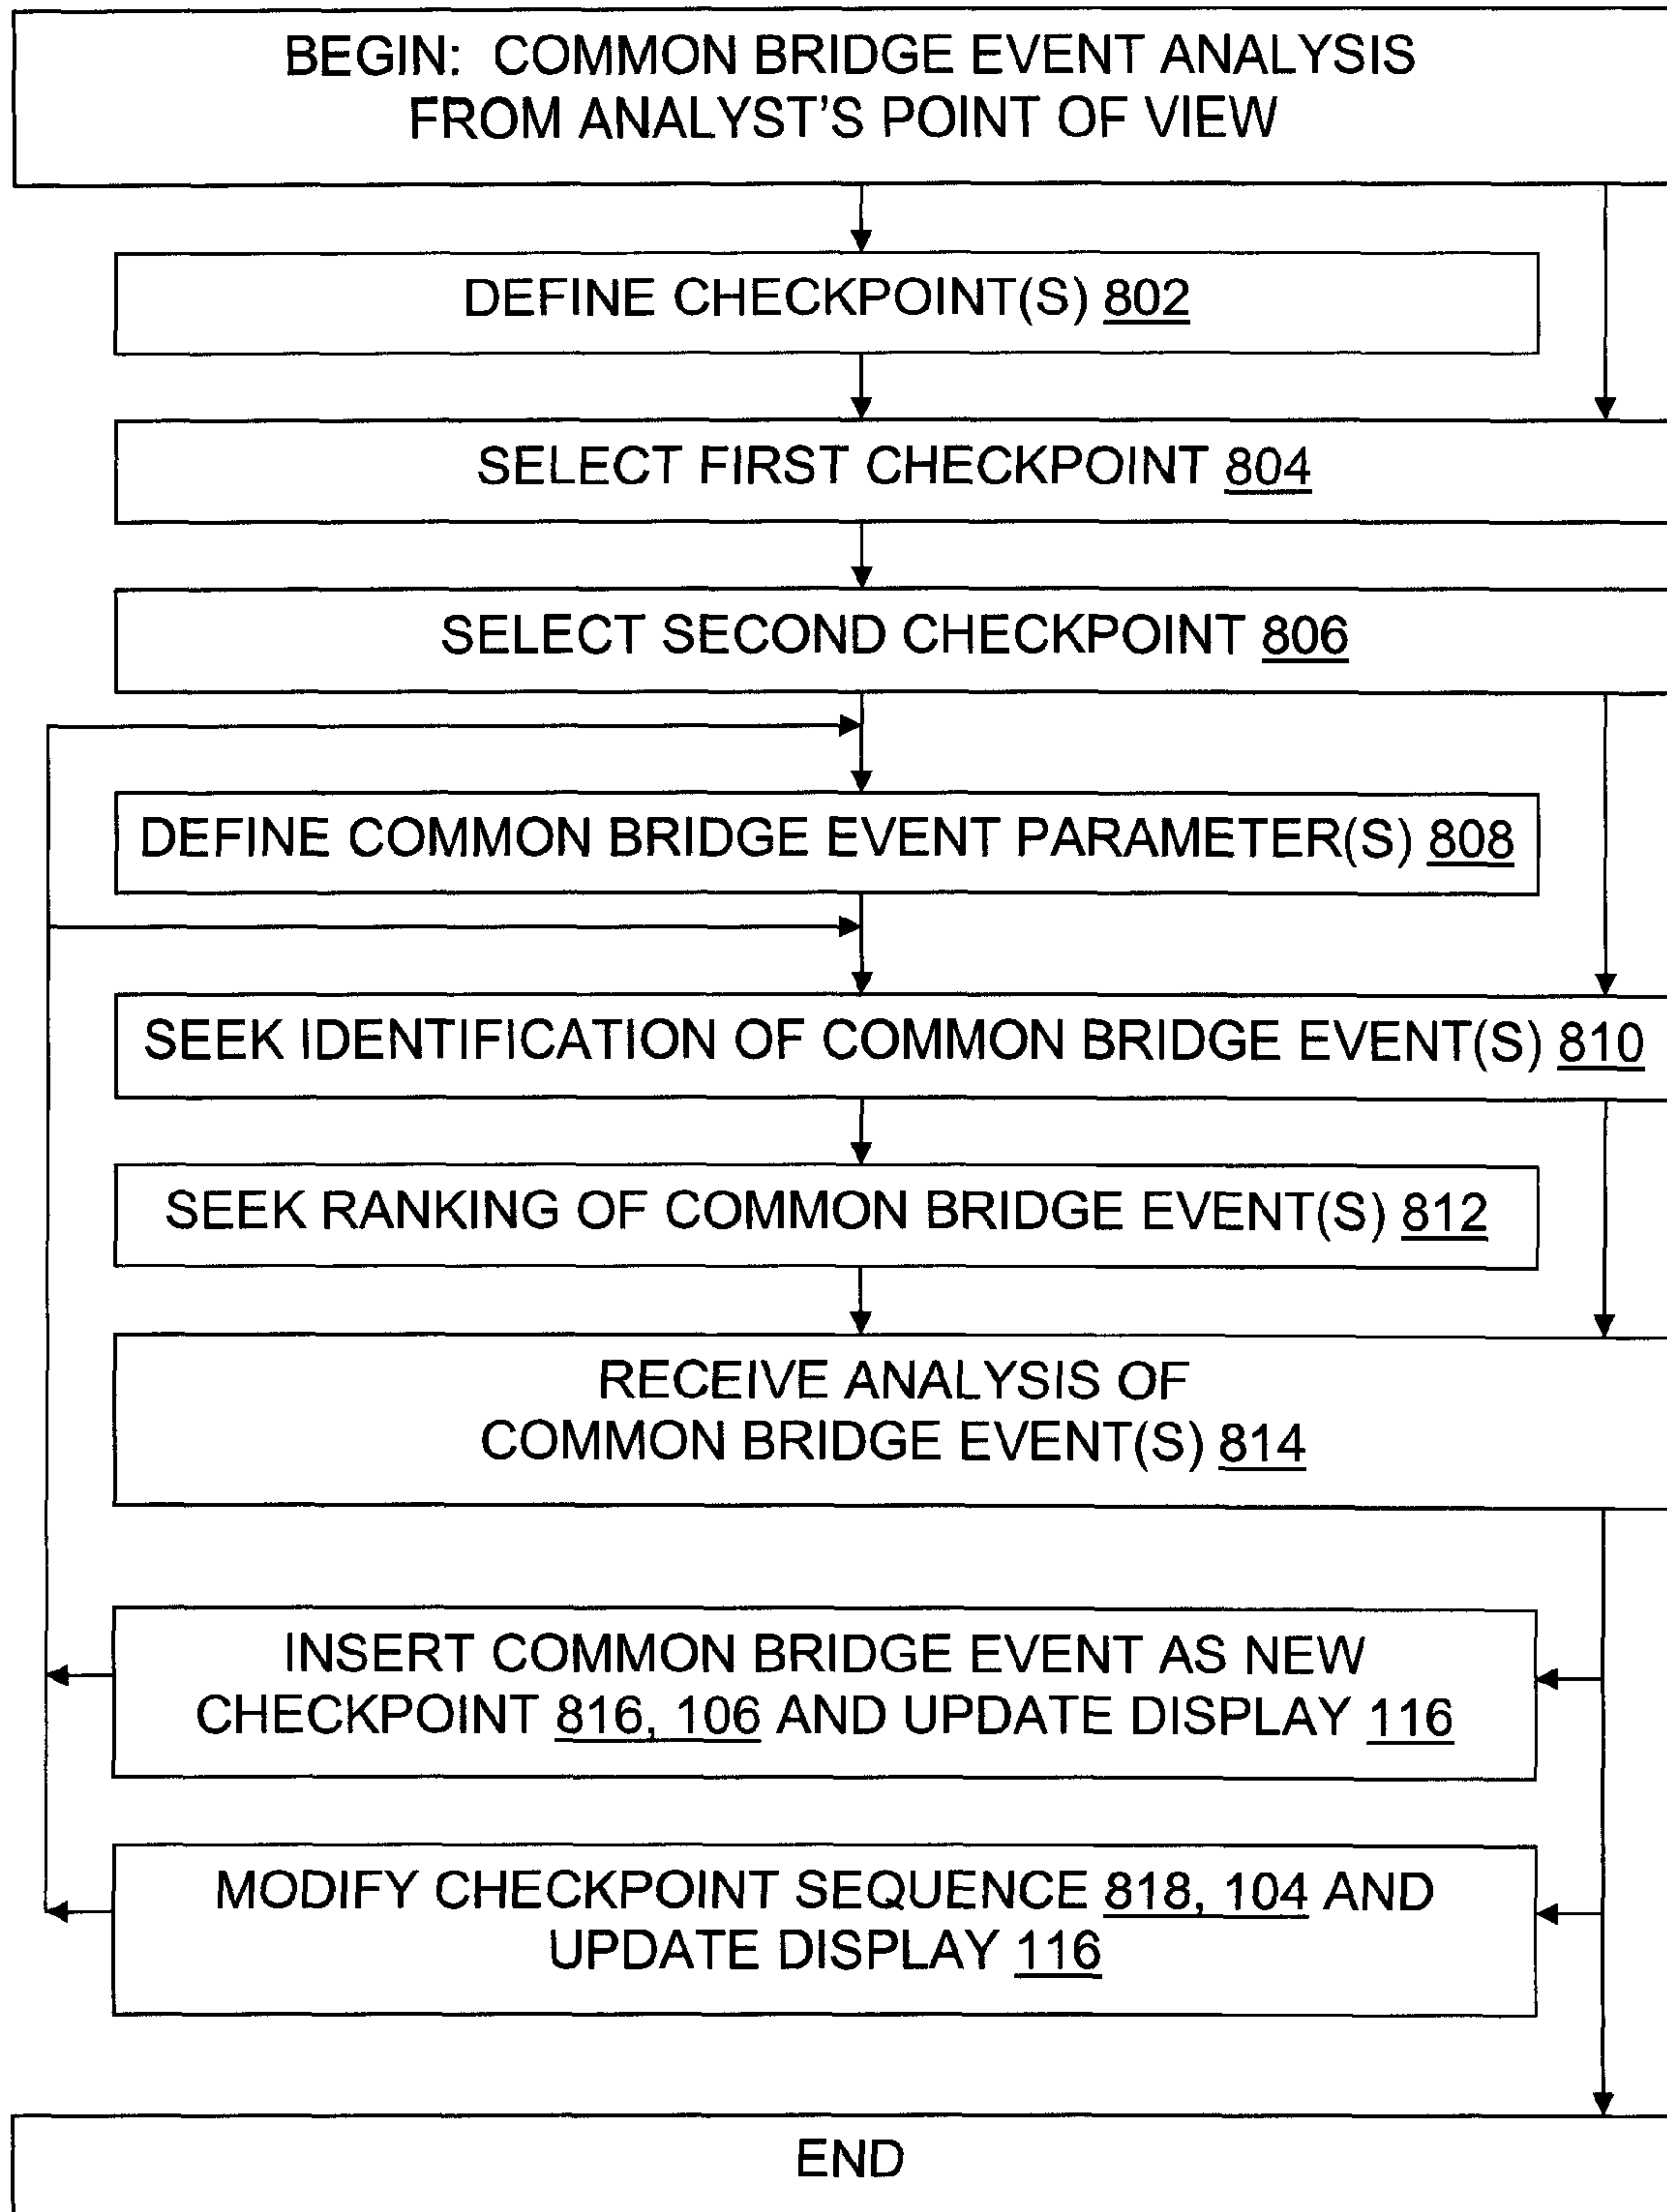 BEGIN: COMMON BRIDGE EVENT ANALYSIS
FROM ANALYST'S POINT OF VIEW
DEFINE CHECKPOINT(S) 802
SELECT FIRST CHECKPOINT 804
SELECT SECOND CHECKPOINT 806
DEFINE COMMON BRIDGE EVENT PARAMETER(S) 808
SEEK IDENTIFICATION OF COMMON BRIDGE EVENT(S) 810
SEEK RANKING OF COMMON BRIDGE EVENT(S) 812
RECEIVE ANALYSIS OF
COMMON BRIDGE EVENT(S) 814
INSERT COMMON BRIDGE EVENT AS NEW
CHECKPOINT 816, 106 AND UPDATE DISPLAY 116
MODIFY CHECKPOINT SEQUENCE 818, 104 AND
UPDATE DISPLAY 116
END